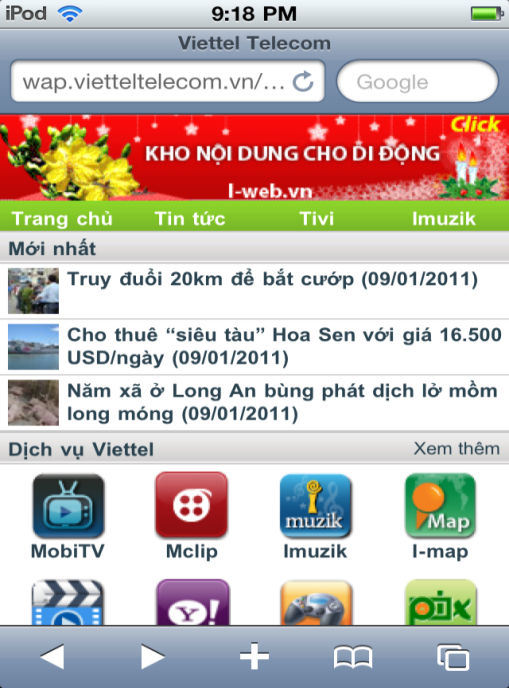 iPod 9:18 PM
Viettel Telecom
wap.vietteltelecom.vn/... Google
Click
KHO NỘI DUNG CHO DI ĐỘNG
I-web.vn
Trang chủ Tin tức Tivi Imuzik
Mới nhất
Truy đuổi 20km để bắt cướp (09/01/2011)
Cho thuê “siêu tàu” Hoa Sen với giá 16.500
USD/ngày (09/01/2011)
Năm xã ở Long An bùng phát dịch lở mồm
long móng (09/01/2011)
Dịch vụ Viettel Xem thêm
imuzik Map
MobiTV Mclip Imuzik I-map
Y! pix